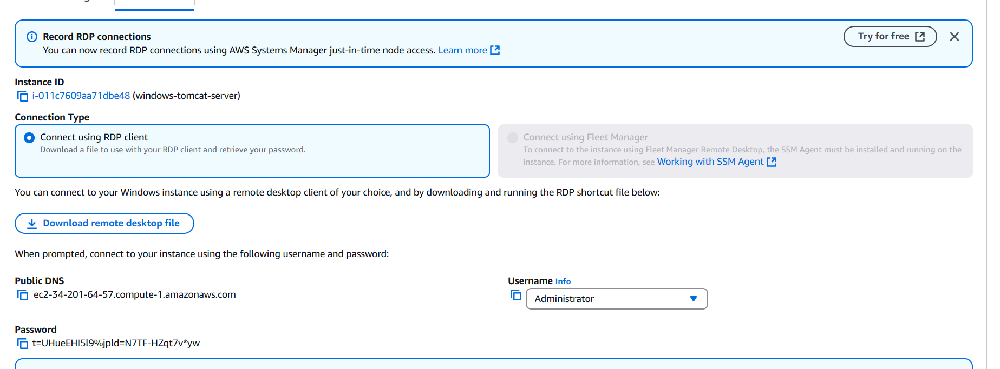 Record RDP connections
Try for free
You can now record RDP connections using AWS Systems Manager just-in-time node access. Learn more
Instance ID
i-011c7609aa71dbe48 (windows-tomcat-server)
Connection Type
Connect using RDP client
Download a file to use with your RDP client and retrieve your password.
Connect using Fleet Manager
To connect to the instance using Fleet Manager Remote Desktop, the SSM Agent must be installed and running on the
instance. For more information, see Working with SSM Agent
You can connect to your Windows instance using a remote desktop client of your choice, and by downloading and running the RDP shortcut file below:
Download remote desktop file
When prompted, connect to your instance using the following username and password:
Public DNS
ec2-34-201-64-57.compute-1.amazonaws.com
Username Info
Administrator
Password
t=UHueEHI5l9%jpld=N7TF-HZqt7v*yw